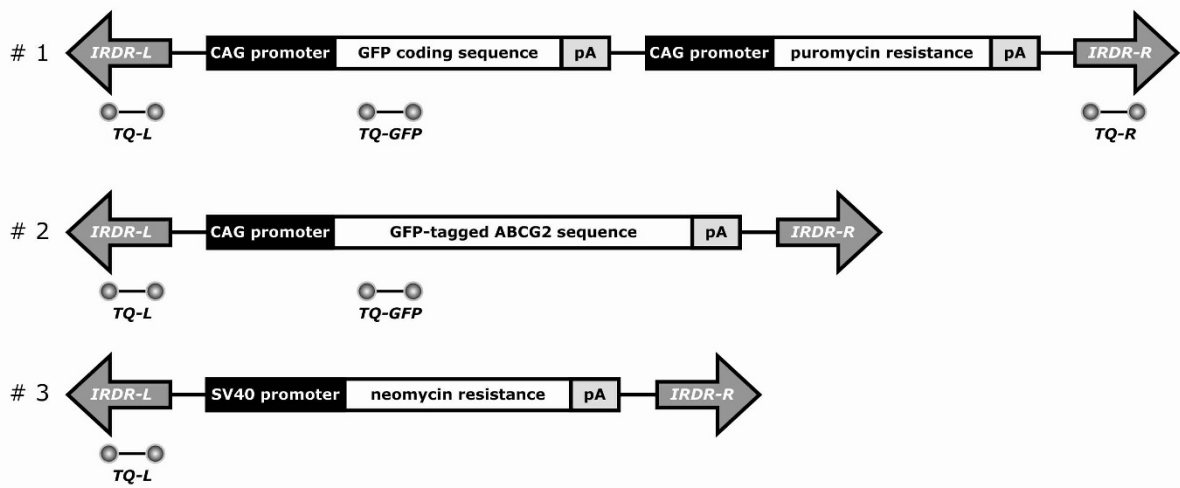 # 1 IRDR-L CAG promoter GFP coding sequence pA CAG promoter puromycin resistance pA IRDR-R
TQ-L TQ-GFP TQ-R
# 2 IRDR-L CAG promoter GFP-tagged ABCG2 sequence pA IRDR-R
TQ-L TQ-GFP
# 3 IRDR-L SV40 promoter neomycin resistance pA IRDR-R
TQ-L